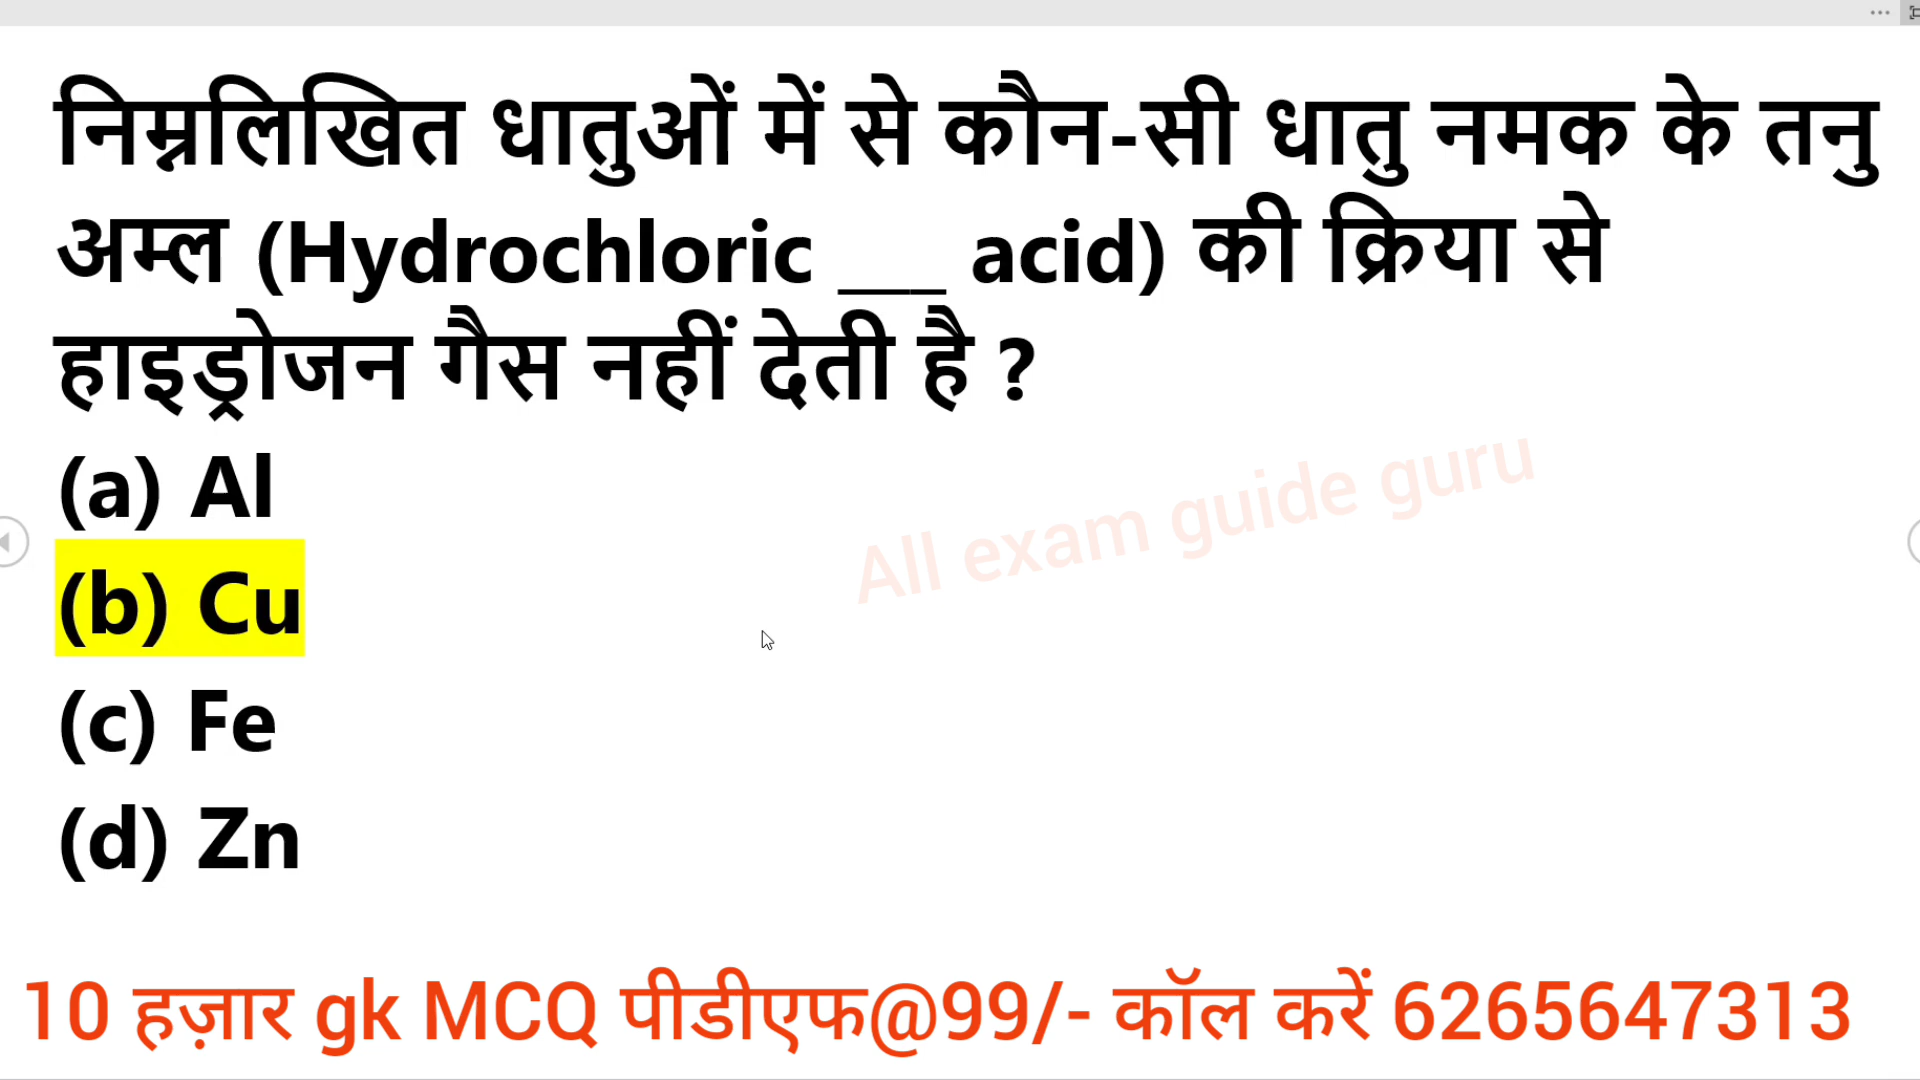 निम्नलिखित धातुओं में से कौन-सी धातु नमक के तनु
अम्ल (Hydrochloric ___ acid) की क्रिया से
हाइड्रोजन गैस नहीं देती है ?
(a) Al
All exam guide guru
(b) Cu
(c) Fe
(d) Zn
10 हज़ार gk MCQ पीडीएफ@99/- कॉल करें 6265647313